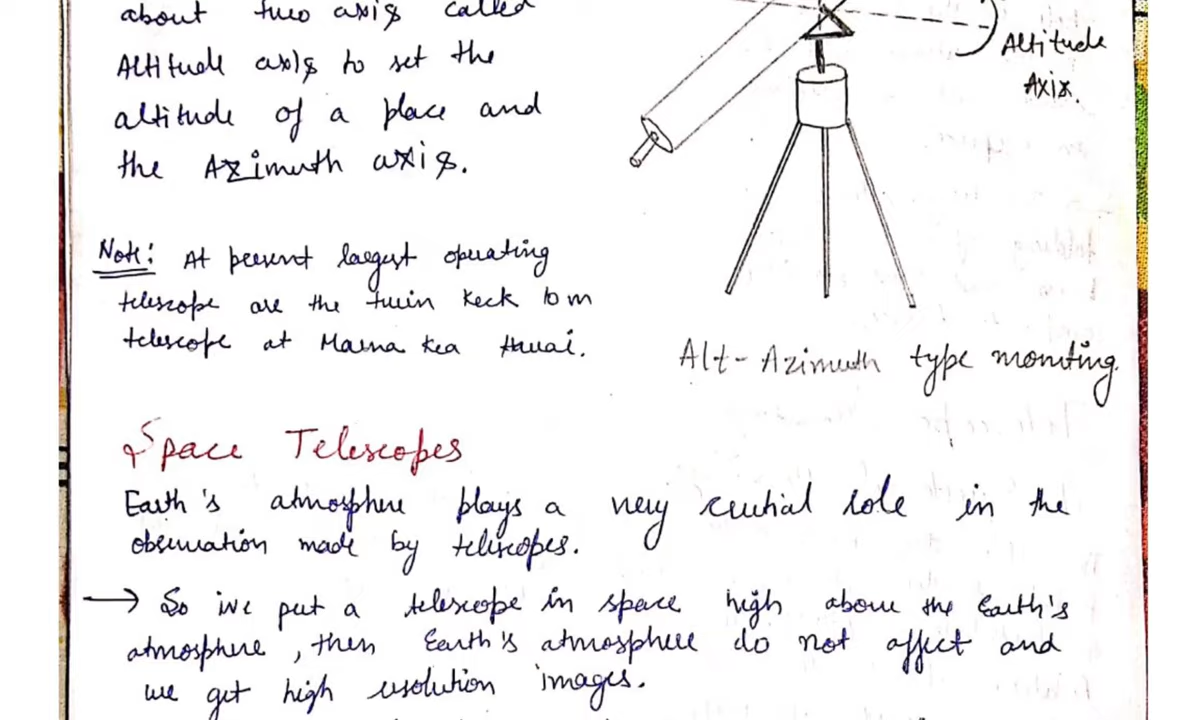 about two axis called
Altitude axis to set the
altitude of a place and
the Azimuth axis.
Altitude
Axis.
Note: At present largest operating
telescope are the twin Keck 10 m
telescope at Mauna Kea
Alt-Azimuth type mounting.
Space Telescopes
Earth's atmosphere plays a very crutial role in the
observation made by telescopes.
→ So we put a telescope in space high above the Earth's
atmosphere, then Earth's atmosphere do not affect and
we get high resolution images.